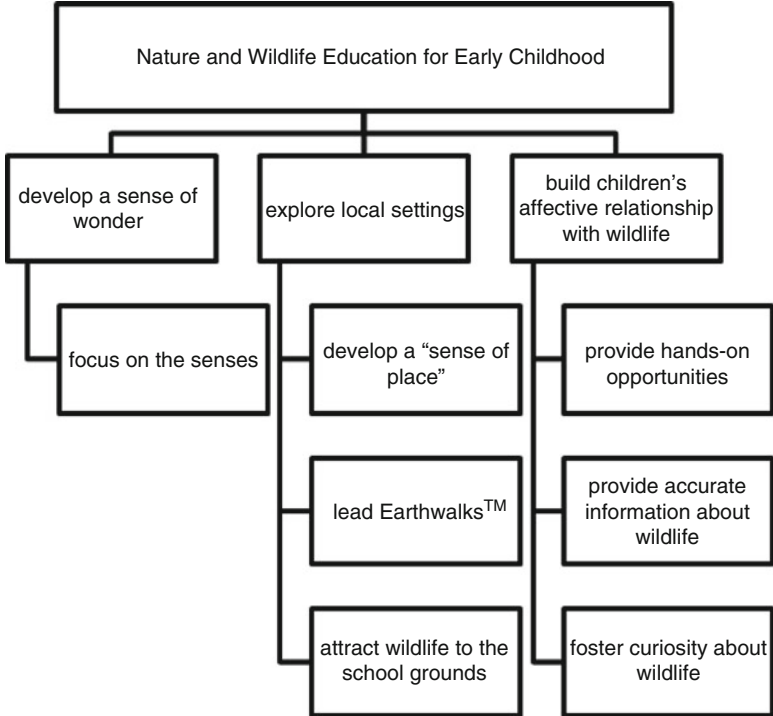 Nature and Wildlife Education for Early Childhood
develop a sense of
wonder
explore local settings
build children's
affective relationship
with wildlife
focus on the senses
develop a “sense of
place”
provide hands-on
opportunities
lead Earthwalks™
provide accurate
information about
wildlife
attract wildlife to the
school grounds
foster curiosity about
wildlife